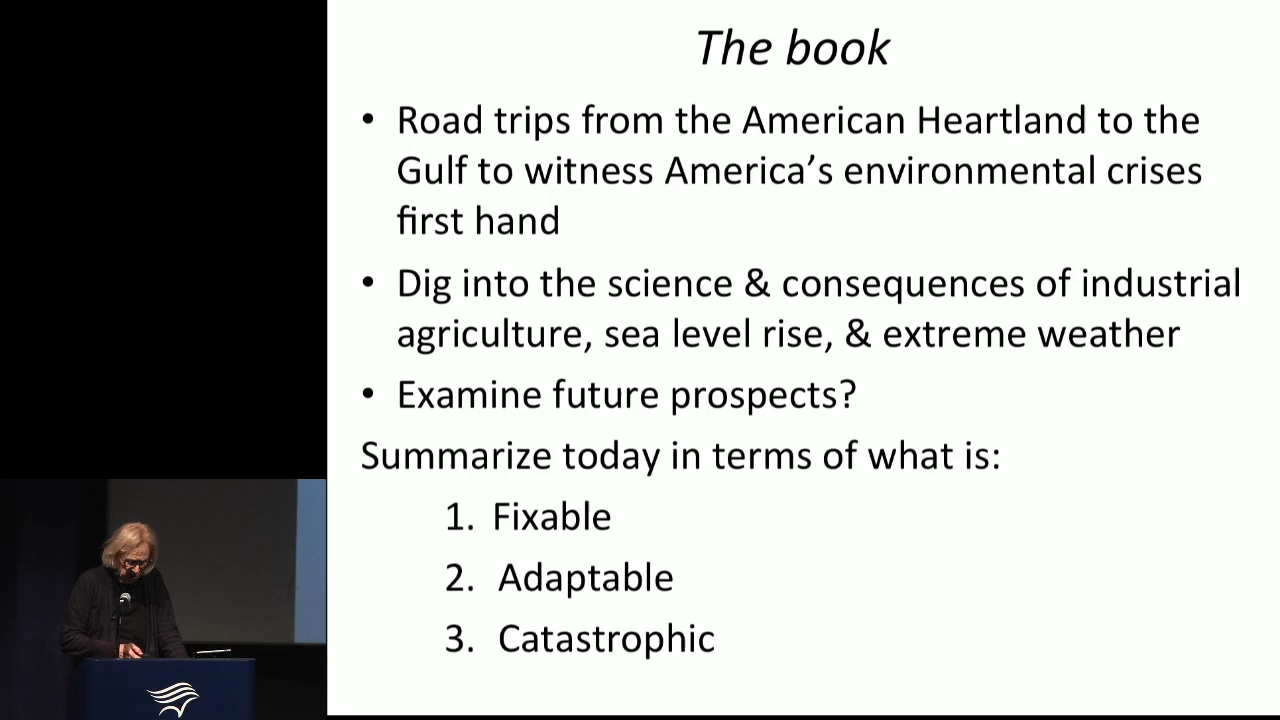 The book
• Road trips from the American Heartland to the
Gulf to witness America’s environmental crises
first hand
• Dig into the science & consequences of industrial
agriculture, sea level rise, & extreme weather
• Examine future prospects?
Summarize today in terms of what is:
1. Fixable
2. Adaptable
3. Catastrophic